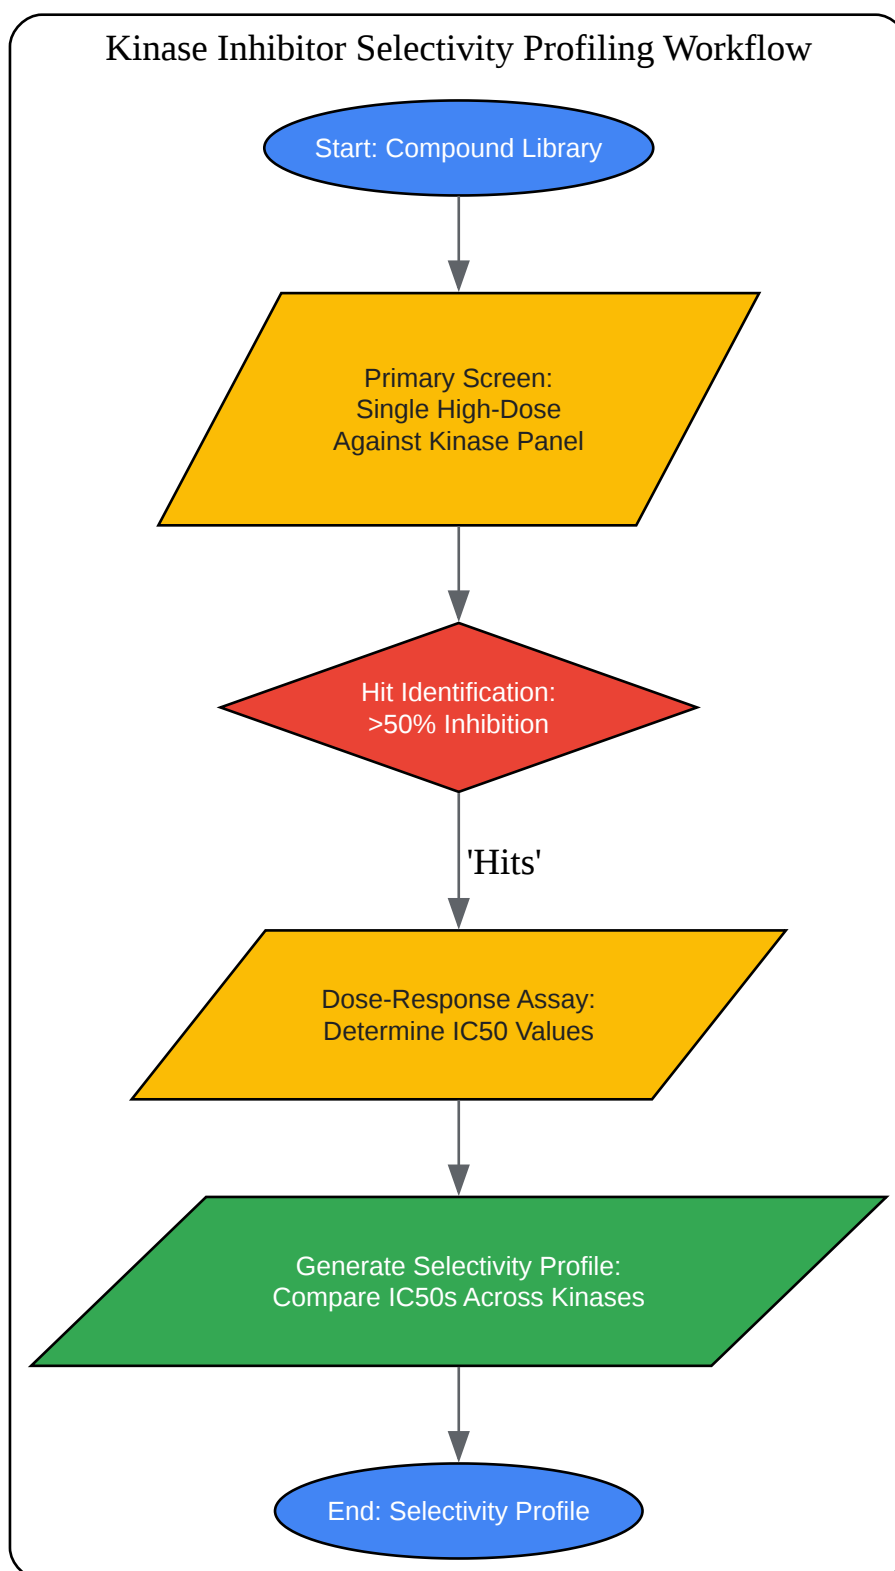 Kinase Inhibitor Selectivity Profiling Workflow
Start: Compound Library
Primary Screen:
Single High-Dose
Against Kinase Panel
Hit Identification:
>50% Inhibition
'Hits'
Dose-Response Assay:
Determine IC50 Values
Generate Selectivity Profile:
Compare IC50s Across Kinases
End: Selectivity Profile